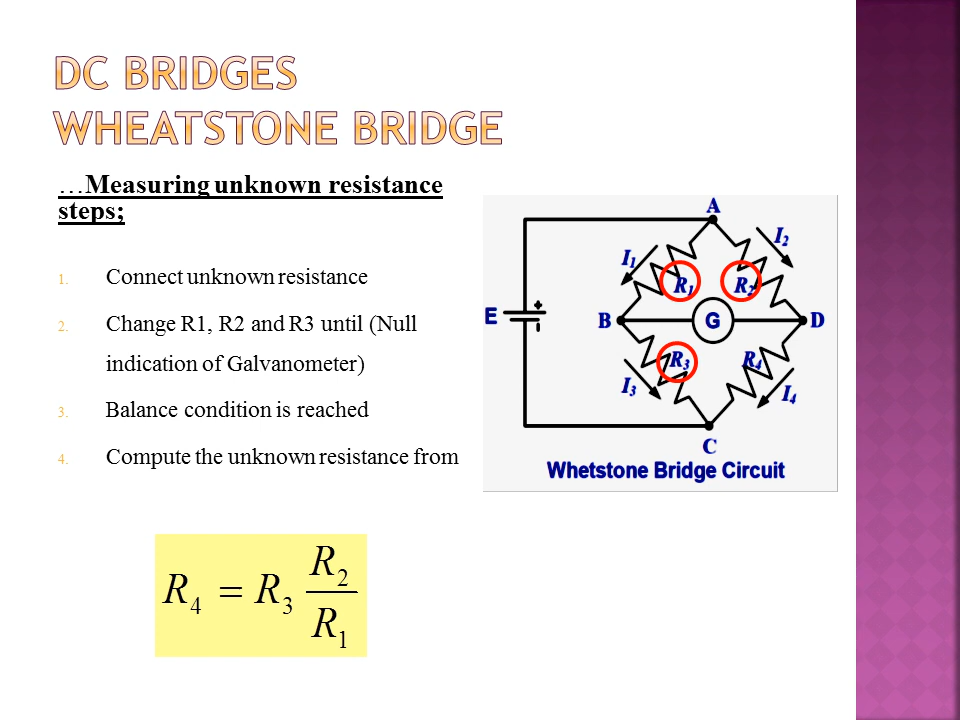 DC BRIDGES
WHEATSTONE BRIDGE
…Measuring unknown resistance
steps;
1. Connect unknown resistance
2. Change R1, R2 and R3 until (Null
indication of Galvanometer)
3. Balance condition is reached
4. Compute the unknown resistance from
R4 = R3 R2/R1
A
I1 I2
R1 R2
E + -
B G D
R3 R4
I3 I4
C
Whetstone Bridge Circuit